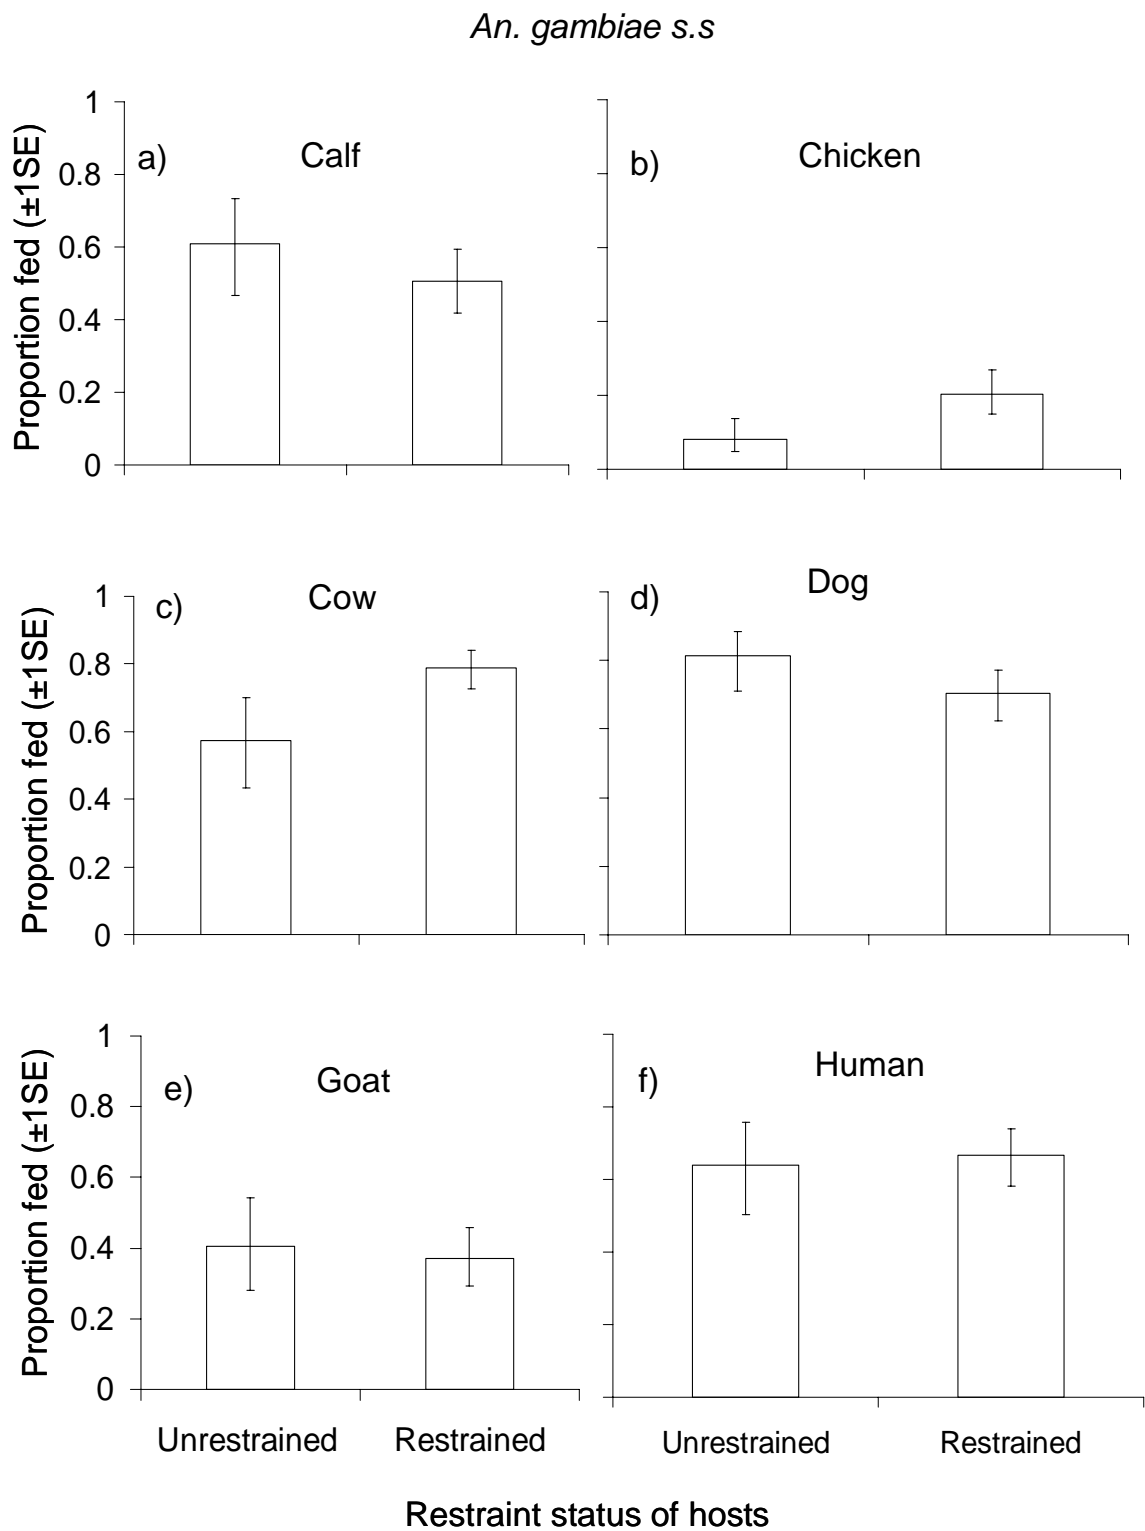 An. gambiae s.s
Proportion fed (±1SE)
1
0.8
0.6
0.4
0.2
0
a)
Calf
b)
Chicken
Proportion fed (±1SE)
1
0.8
0.6
0.4
0.2
0
c)
Cow
d)
Dog
Proportion fed (±1SE)
1
0.8
0.6
0.4
0.2
0
e)
Goat
f)
Human
Unrestrained
Restrained
Unrestrained
Restrained
Restraint status of hosts